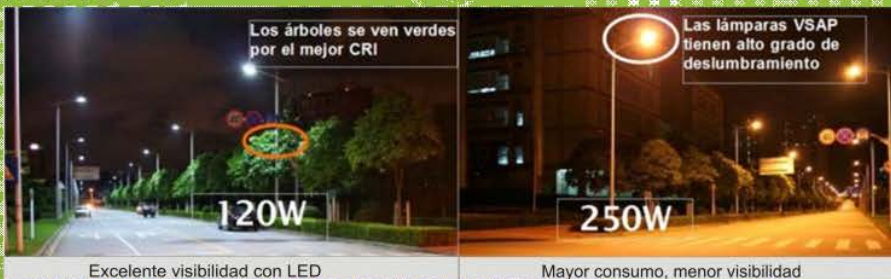 Los árboles se ven verdes
por el mejor CRI
120W
Excelente visibilidad con LED
Las lámparas VSAP
tienen alto grado de
deslumbramiento
250W
Mayor consumo, menor visibilidad